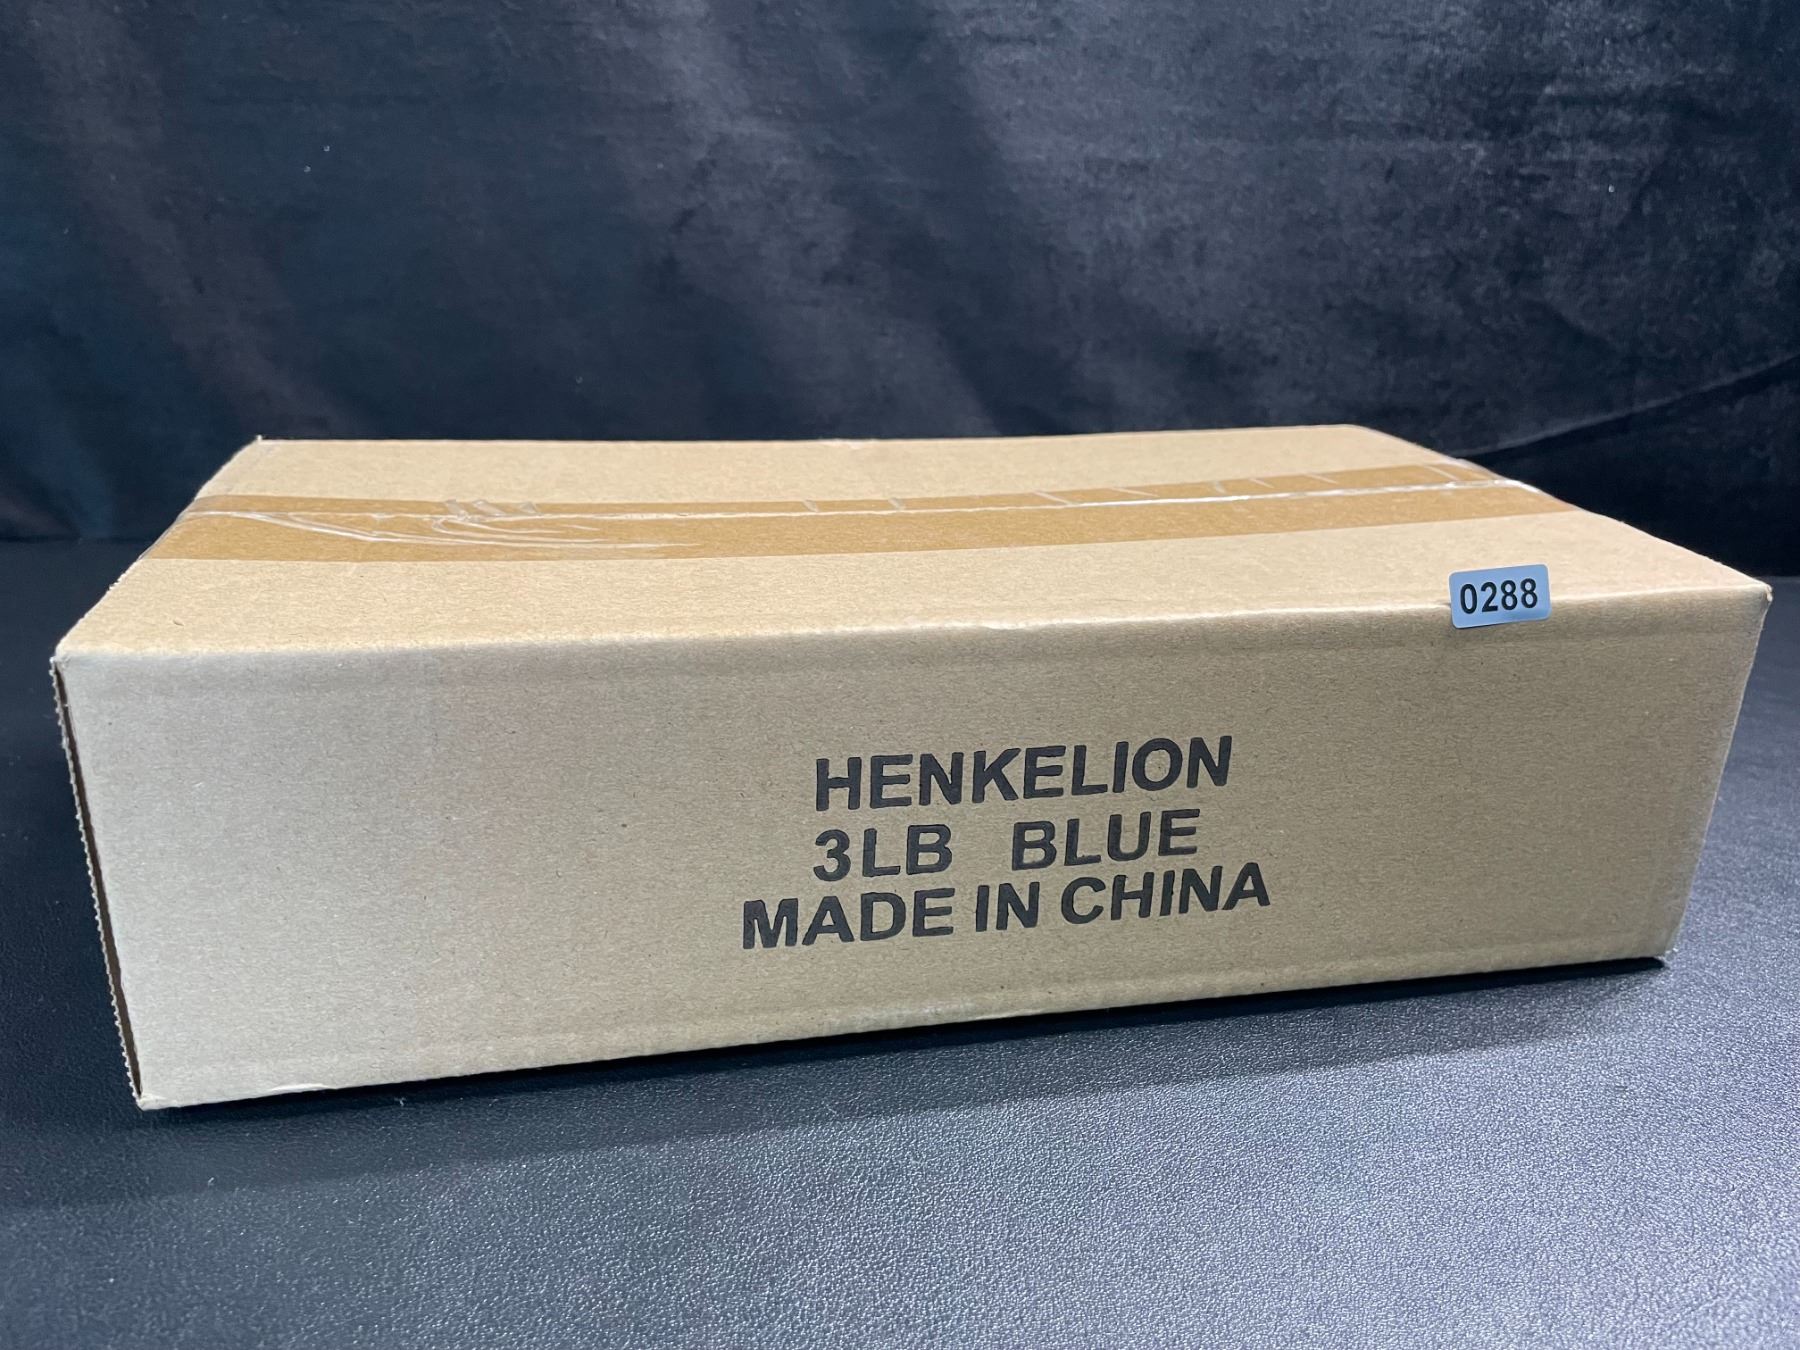 0288
HENKELION
3LB BLUE
MADE IN CHINA